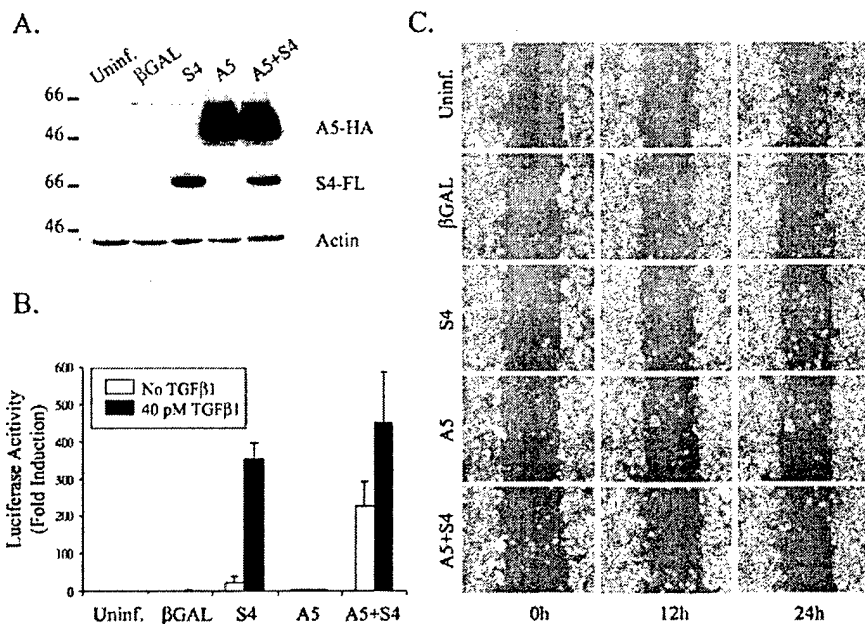 A.
Uninf. βGAL S4 A5 A5+S4
66
46
A5-HA
66
S4-FL
46
Actin
B.
600
500
400
300
200
100
0
Luciferase Acitivity
(Fold Induction)
No TGFβ1
40 pM TGFβ1
Uninf. βGAL S4 A5 A5+S4
C.
Uninf.
βGAL
S4
A5
A5+S4
0h 12h 24h